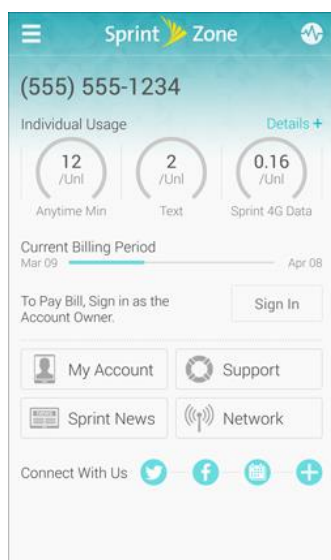 Sprint Zone
(555) 555-1234
Individual Usage Details +
12 2 0.16
/Unl /Unl /Unl
Anytime Min Text Sprint 4G Data
Current Billing Period
Mar 09 Apr 08
To Pay Bill, Sign in as the
Account Owner.
Sign In
My Account Support
Sprint News Network
Connect With Us